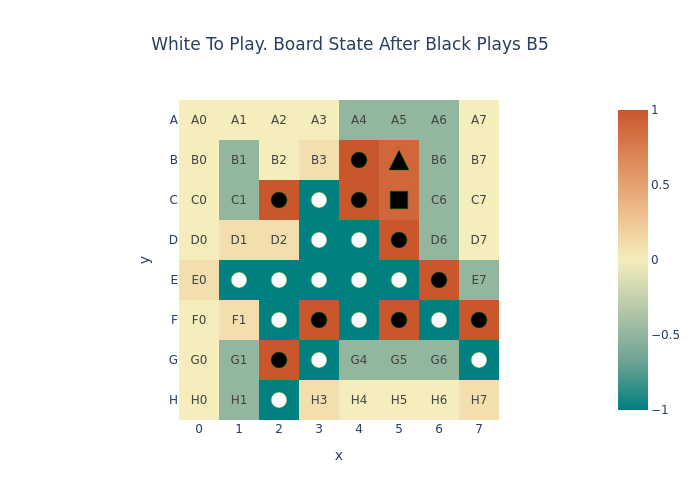 White To Play. Board State After Black Plays B5
A A0 A1 A2 A3 A4 A5 A6 A7 1
B B0 B1 B2 B3 B6 B7
C C0 C1 C6 C7 0.5
D D0 D1 D2 D6 D7
y 0
E E0 E7
F F0 F1 −0.5
G G0 G1 G4 G5 G6
H H0 H1 H3 H4 H5 H6 H7 −1
0 1 2 3 4 5 6 7
x